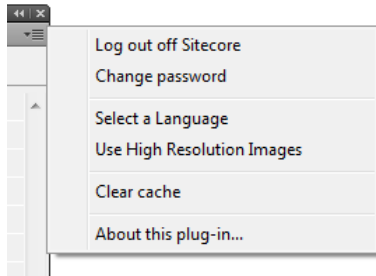 Log out off Sitecore
Change password
Select a Language
Use High Resolution Images
Clear cache
About this plug-in...